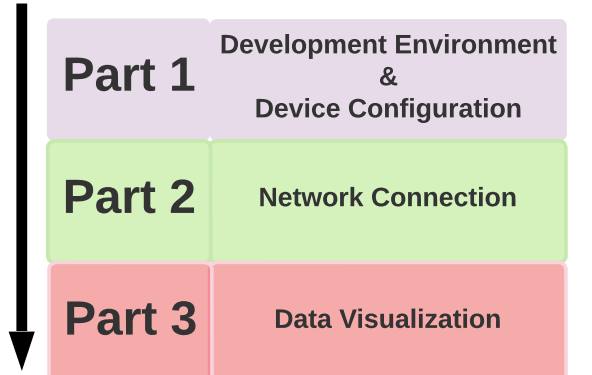 Part 1
Development Environment
&
Device Configuration
Part 2
Network Connection
Part 3
Data Visualization